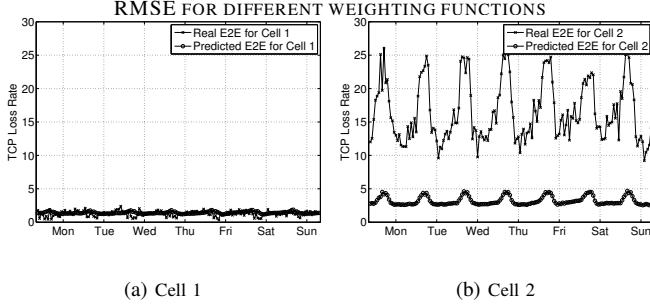 RMSE FOR DIFFERENT WEIGHTING FUNCTIONS
30
25
20
15
10
5
0
TCP Loss Rate
Real E2E for Cell 1
Predicted E2E for Cell 1
Mon Tue Wed Thu Fri Sat Sun
(a) Cell 1
30
25
20
15
10
5
0
TCP Loss Rate
Real E2E for Cell 2
Predicted E2E for Cell 2
Mon Tue Wed Thu Fri Sat Sun
(b) Cell 2